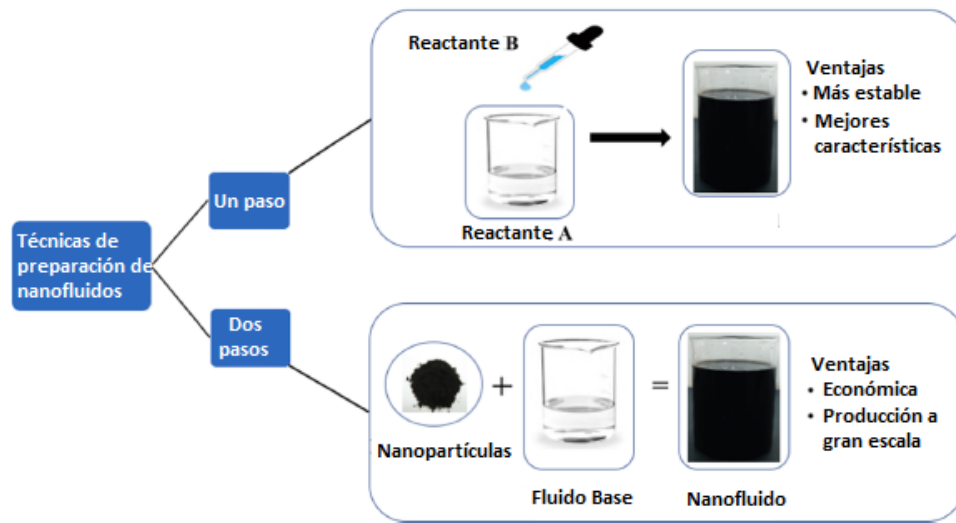 Técnicas de
preparación de
nanofluidos
Un paso
Reactante B
Reactante A
Ventajas
• Más estable
• Mejores
características
Dos
pasos
+
=
Nanopartículas
Fluido Base
Nanofluido
Ventajas
• Económica
• Producción a
gran escala